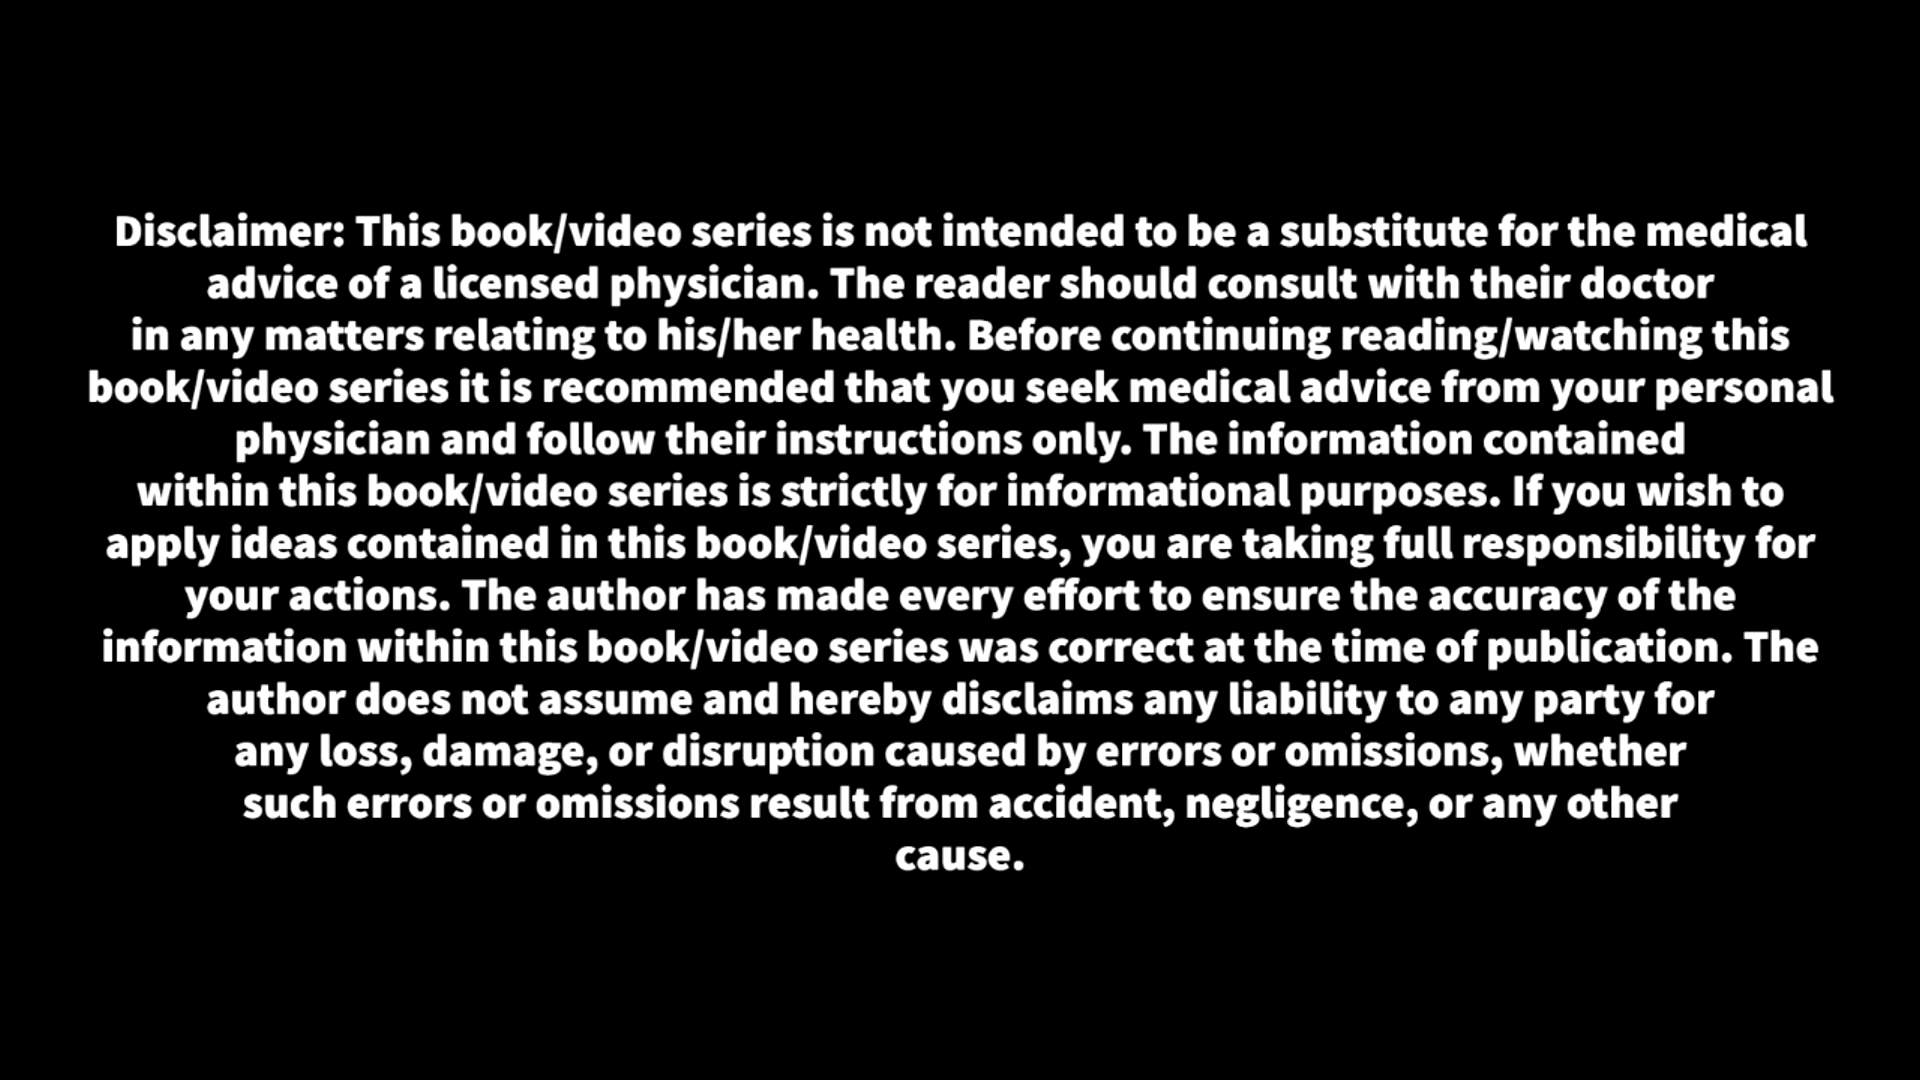 Disclaimer: This book/video series is not intended to be a substitute for the medical
advice of a licensed physician. The reader should consult with their doctor
in any matters relating to his/her health. Before continuing reading/watching this
book/video series it is recommended that you seek medical advice from your personal
physician and follow their instructions only. The information contained
within this book/video series is strictly for informational purposes. If you wish to
apply ideas contained in this book/video series, you are taking full responsibility for
your actions. The author has made every effort to ensure the accuracy of the
information within this book/video series was correct at the time of publication. The
author does not assume and hereby disclaims any liability to any party for
any loss, damage, or disruption caused by errors or omissions, whether
such errors or omissions result from accident, negligence, or any other
cause.